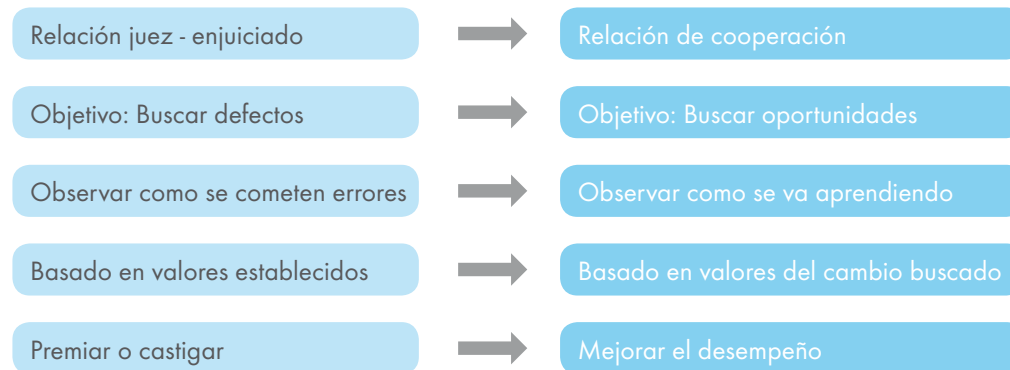 Relación juez - enjuiciado
Relación de cooperación
Objetivo: Buscar defectos
Objetivo: Buscar oportunidades
Observar como se cometen errores
Observar como se va aprendiendo
Basado en valores establecidos
Basado en valores del cambio buscado
Premiar o castigar
Mejorar el desempeño